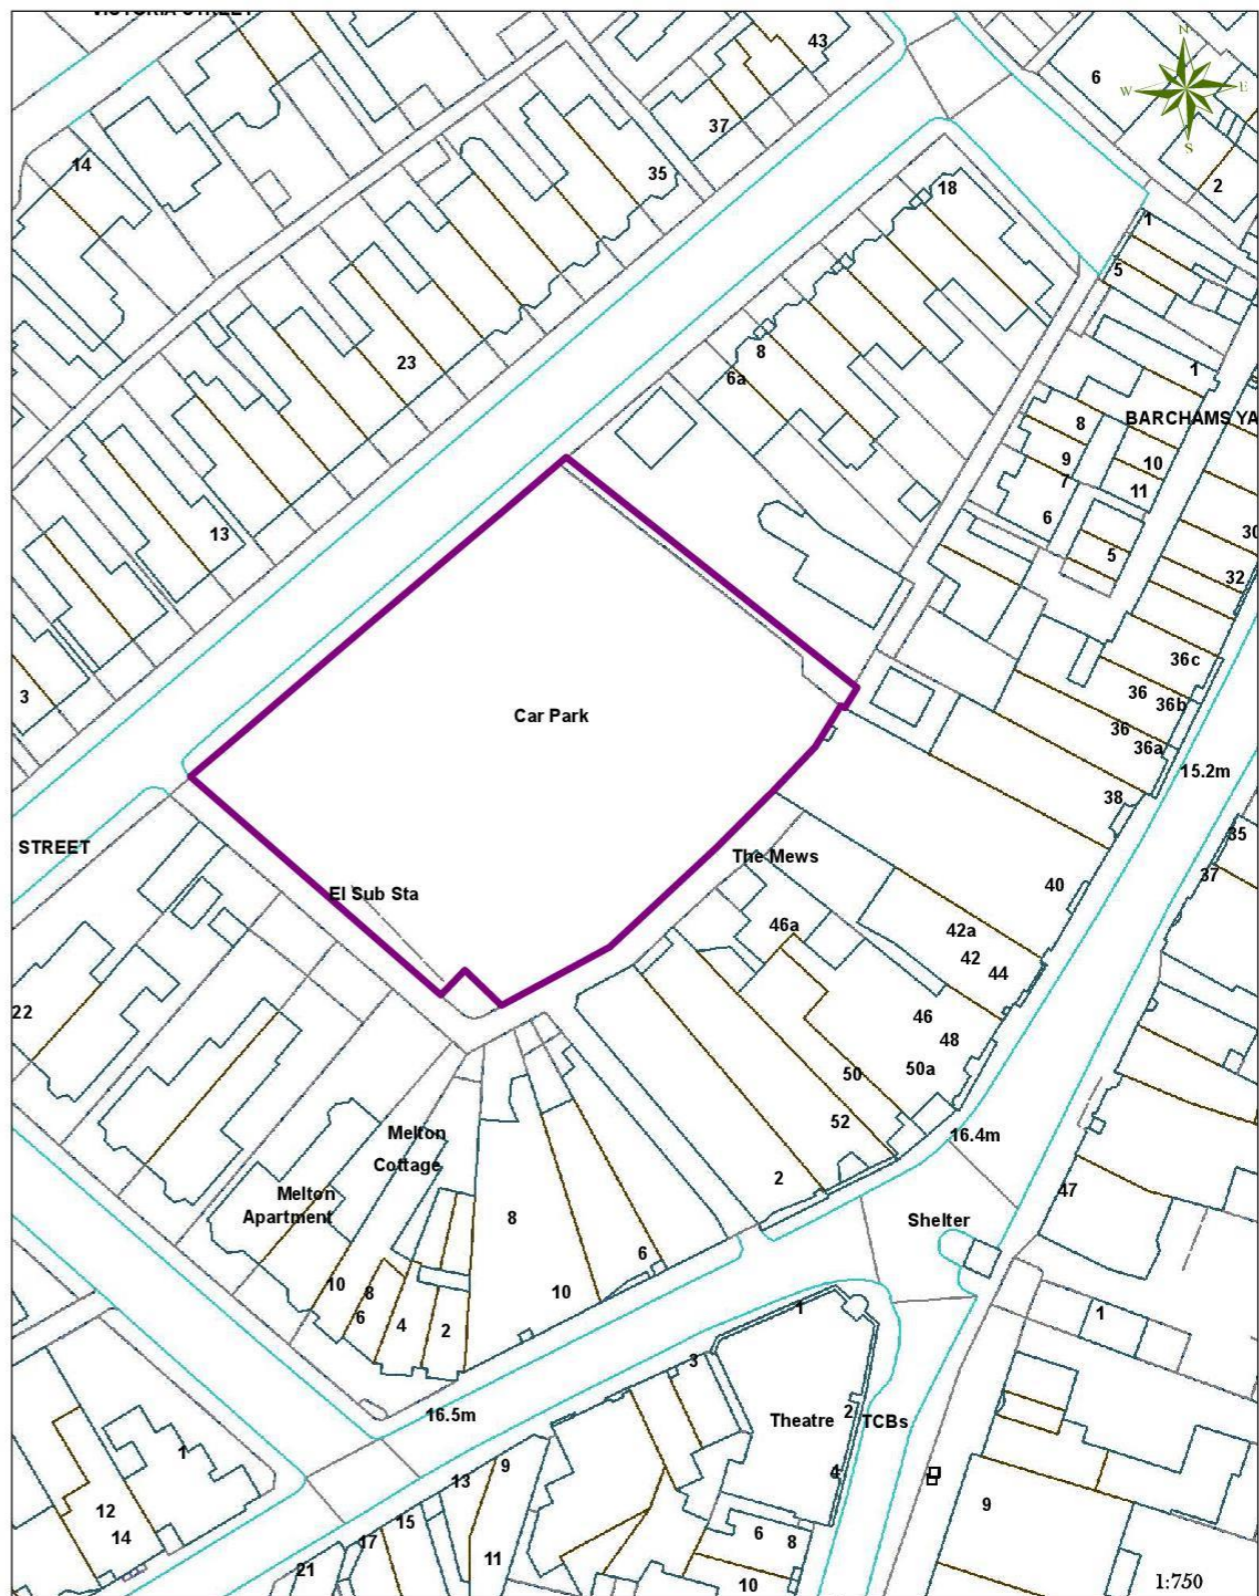 VICTORIA STREET
43
6
N
W
E
S
37
14
35
2
18
1
5
8
23
6a
1
BARCHAMS YA
8
9
10
7
11
13
6
30
5
32
36c
3
36
36b
Car Park
36
36a
15.2m
38
35
STREET
The Mews
37
El Sub Sta
40
46a
42a
42
44
22
46
48
50a
50
52
16.4m
Melton
Cottage
2
47
Melton
Apartment
8
Shelter
6
10
10
8
6
4
2
1
1
3
16.5m
Theatre
2
TCBs
1
13
9
4
12
14
15
9
17
6
8
11
21
10
1:750